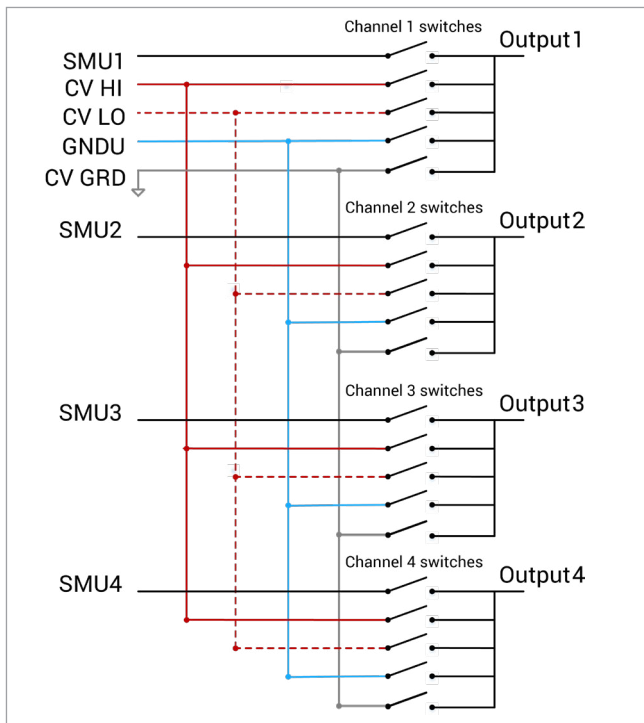 Channel 1 switches
Output1
SMU1
CV HI
CV LO
GNDU
CV GRD
Channel 2 switches
Output2
SMU2
Channel 3 switches
Output3
SMU3
Channel 4 switches
Output4
SMU4